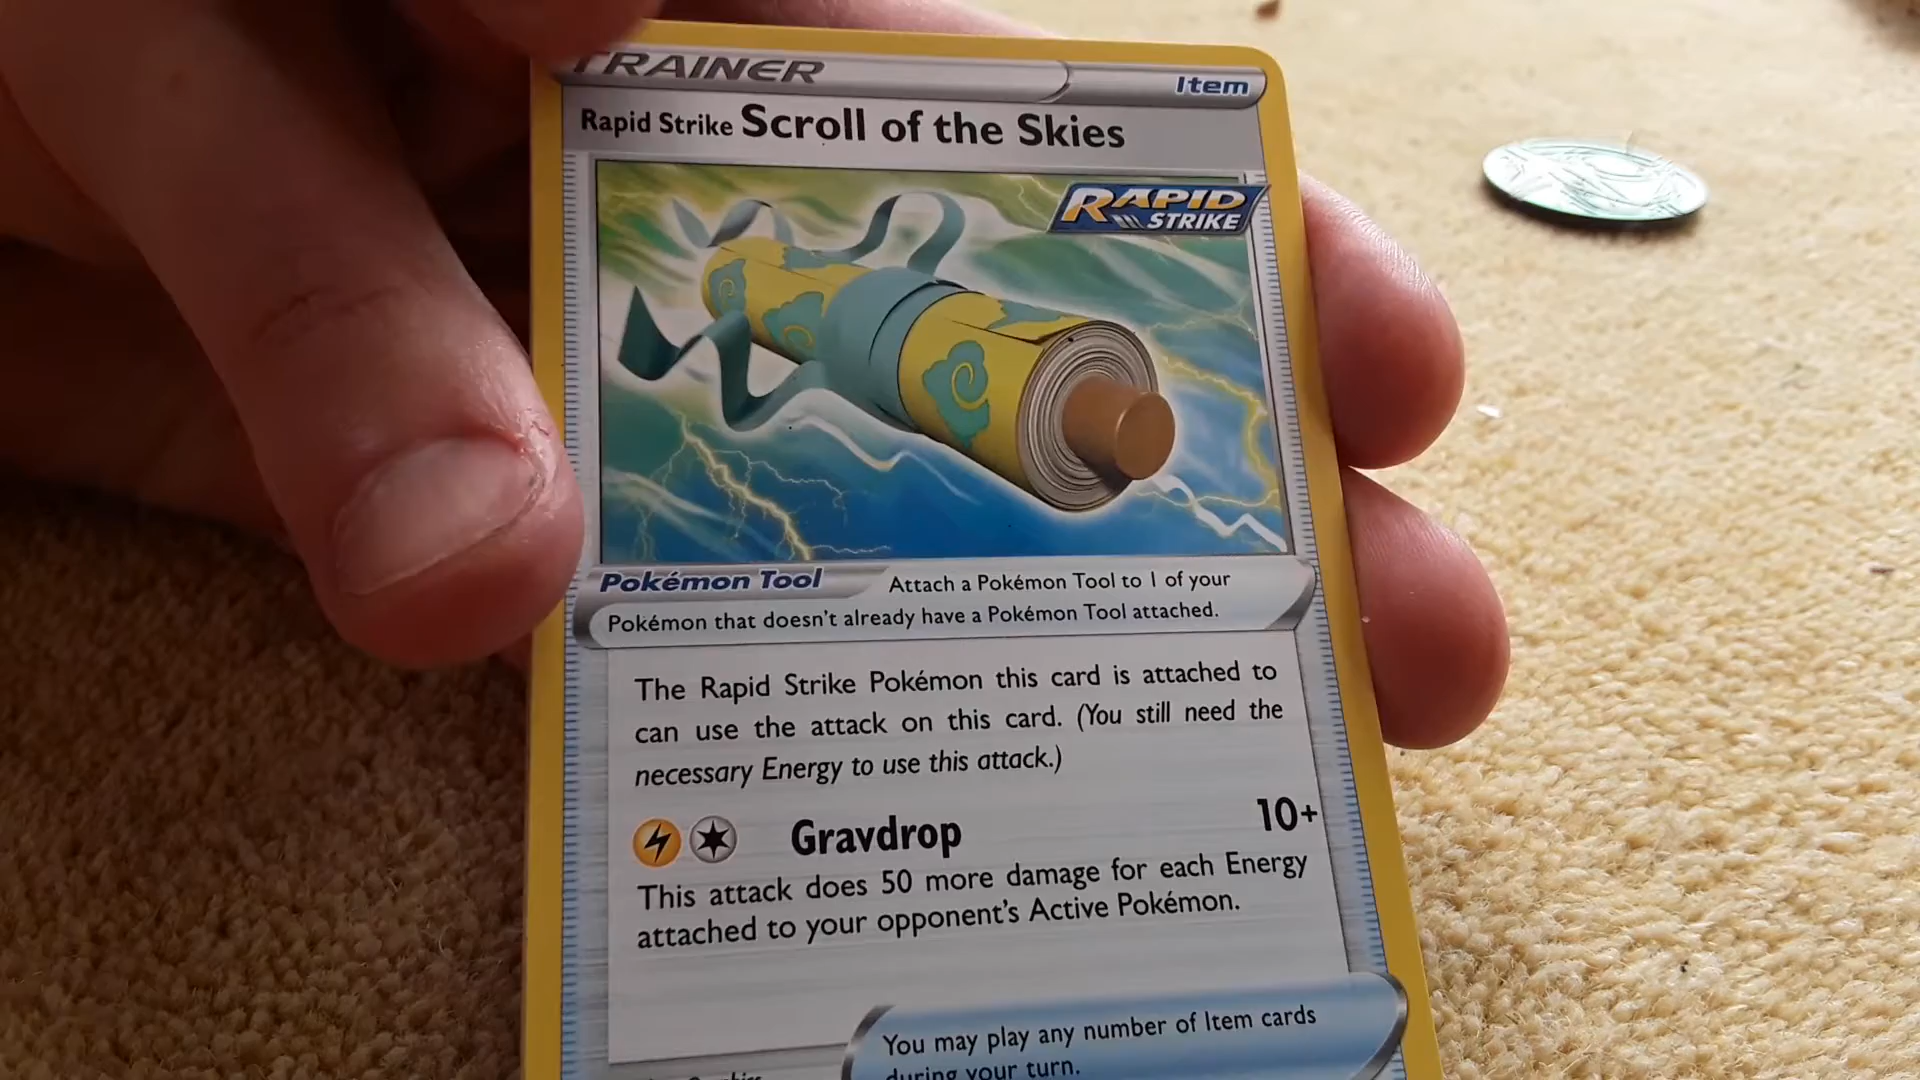 TRAINER
Item
Rapid Strike Scroll of the Skies
RAPID
STRIKE
Pokémon Tool Attach a Pokémon Tool to 1 of your
Pokémon that doesn't already have a Pokémon Tool attached.
The Rapid Strike Pokémon this card is attached to
can use the attack on this card. (You still need the
necessary Energy to use this attack.)
Gravdrop 10+
This attack does 50 more damage for each Energy
attached to your opponent's Active Pokémon.
You may play any number of Item cards
during your turn.